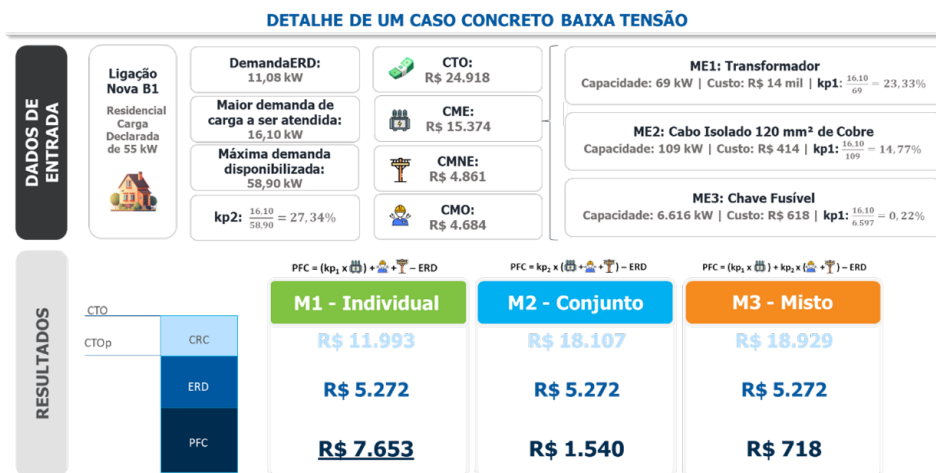 DETALHE DE UM CASO CONCRETO BAIXA TENSÃO
DADOS DE
ENTRADA
Ligação
Nova B1
Residencial
Carga
Declarada
de 55 kW
DemandaERD:
11,08 kW
Maior demanda de
carga a ser atendida:
16,10 kW
Máxima demanda
disponibilizada:
58,90 kW
kp2: 16,10/58,90 = 27,34%
CTO:
R$ 24.918
CME:
R$ 15.374
CMNE:
R$ 4.861
CMO:
R$ 4.684
ME1: Transformador
Capacidade: 69 kW | Custo: R$ 14 mil | kp1: 16,10/69 = 23,33%
ME2: Cabo Isolado 120 mm² de Cobre
Capacidade: 109 kW | Custo: R$ 414 | kp1: 16,10/109 = 14,77%
ME3: Chave Fusível
Capacidade: 6.616 kW | Custo: R$ 618 | kp1: 16,10/6.597 = 0,22%
RESULTADOS
CTO
CTOp
CRC
ERD
PFC
PFC = (kp₁ x ) + + – ERD
M1 - Individual
R$ 11.993
R$ 5.272
R$ 7.653
PFC = kp₂ x ( + + ) – ERD
M2 - Conjunto
R$ 18.107
R$ 5.272
R$ 1.540
PFC = (kp₁ x ) + kp₂ x ( + ) – ERD
M3 - Misto
R$ 18.929
R$ 5.272
R$ 718